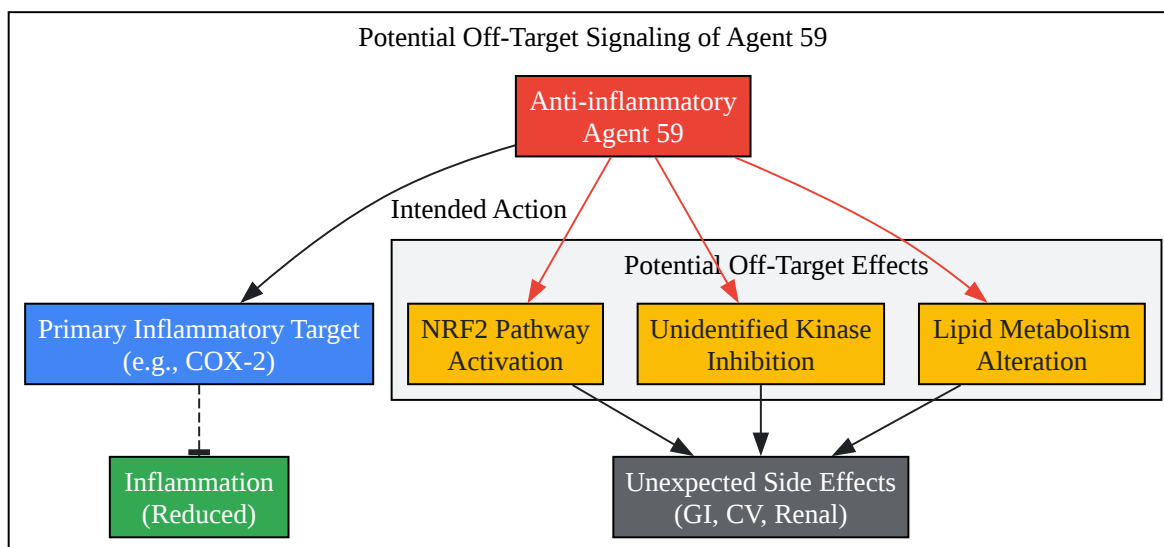 Potential Off-Target Signaling of Agent 59
Anti-inflammatory
Agent 59
Intended Action
Potential Off-Target Effects
Primary Inflammatory Target
(e.g., COX-2)
NRF2 Pathway
Activation
Unidentified Kinase
Inhibition
Lipid Metabolism
Alteration
Inflammation
(Reduced)
Unexpected Side Effects
(GI, CV, Renal)